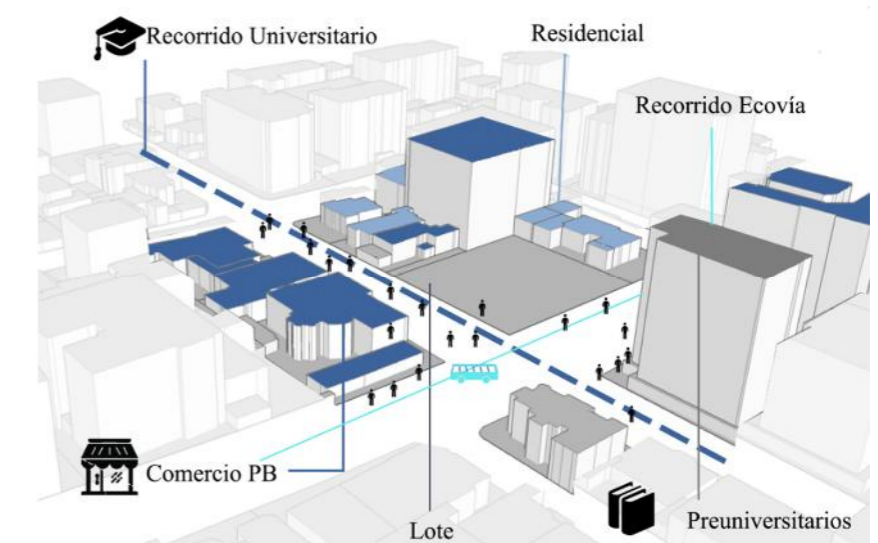 Recorrido Universitario
Residencial
Recorrido Ecovía
Comercio PB
Lote
Preuniversitarios